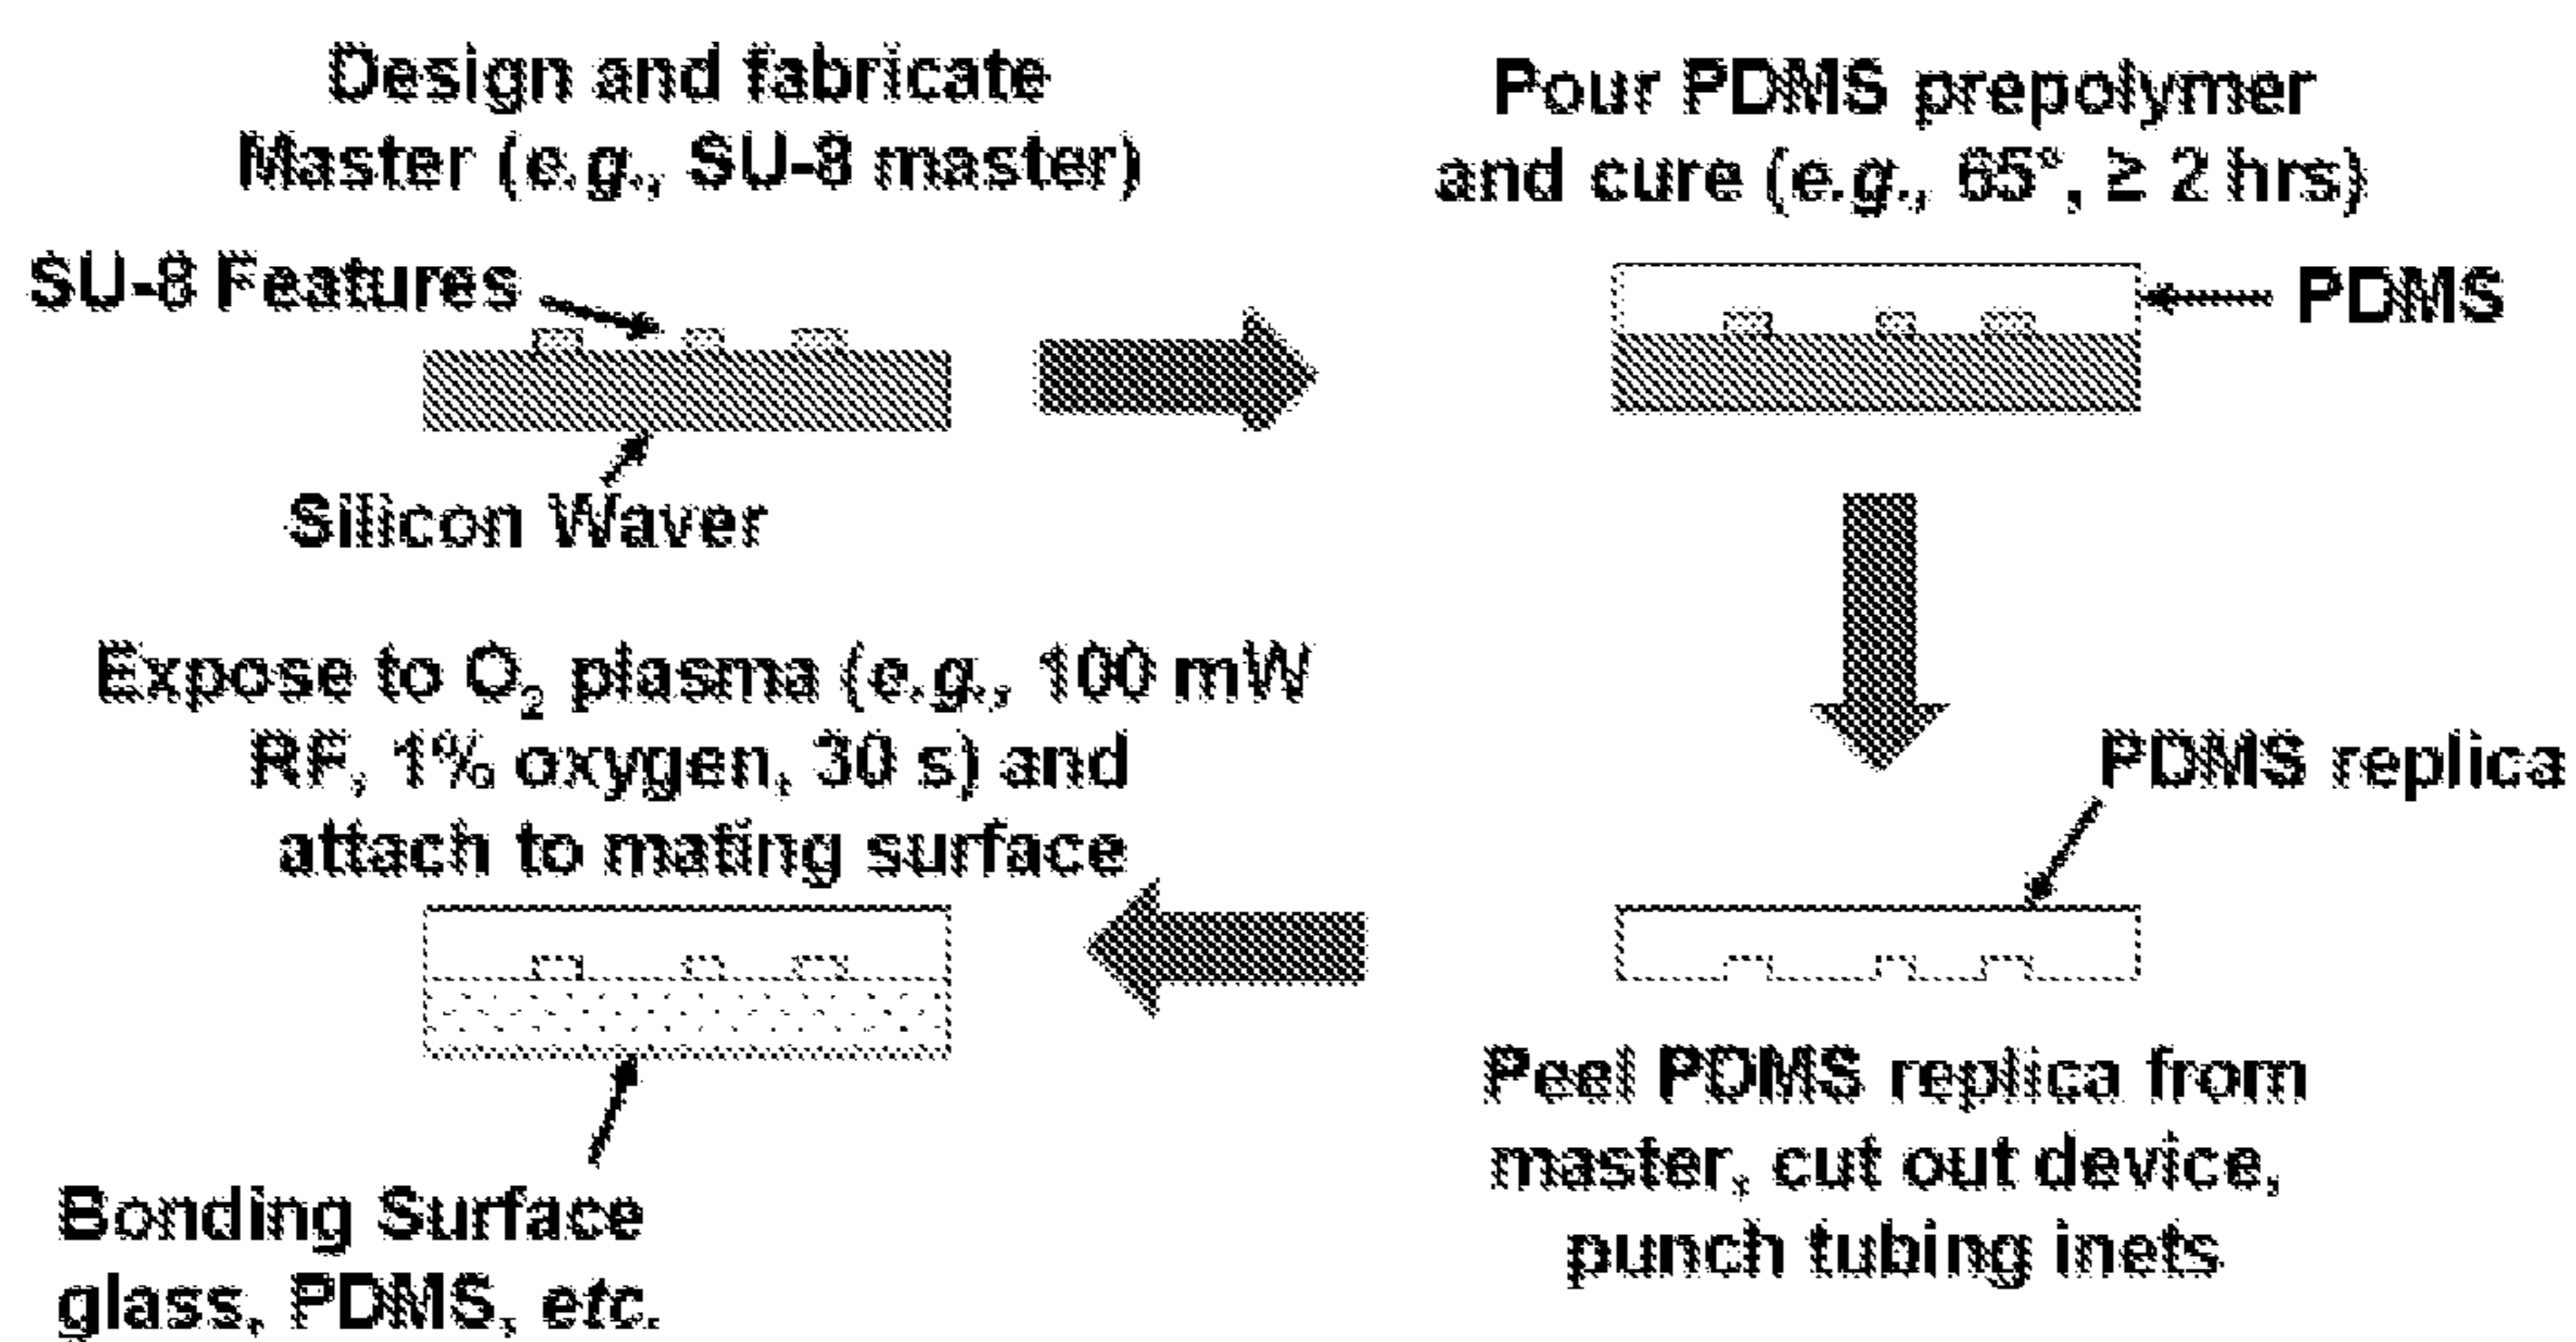 Design and fabricate
Master (e.g., SU-8 master)
SU-8 Features
Silicon Waver
Pour PDMS prepolymer
and cure (e.g., 65°, ≥ 2 hrs)
PDMS
PDMS replica
Peel PDMS replica from
master, cut out device,
punch tubing inets
Expose to O₂ plasma (e.g., 100 mW
RF, 1% oxygen, 30 s) and
attach to mating surface
Bonding Surface
glass, PDMS, etc.